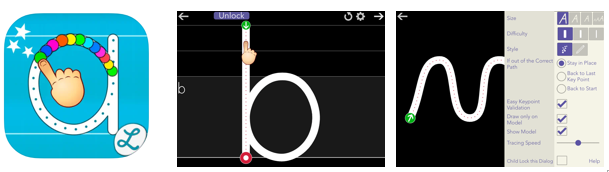 L
Unlock
b
Size
Difficulty
Style
If out of the Correct
Path
Stay in Place
Back to Last
Key Point
Back to Start
Easy Keypoint
Validation
Draw only on
Model
Show Model
Tracing Speed
Child Lock this Dialog
Help